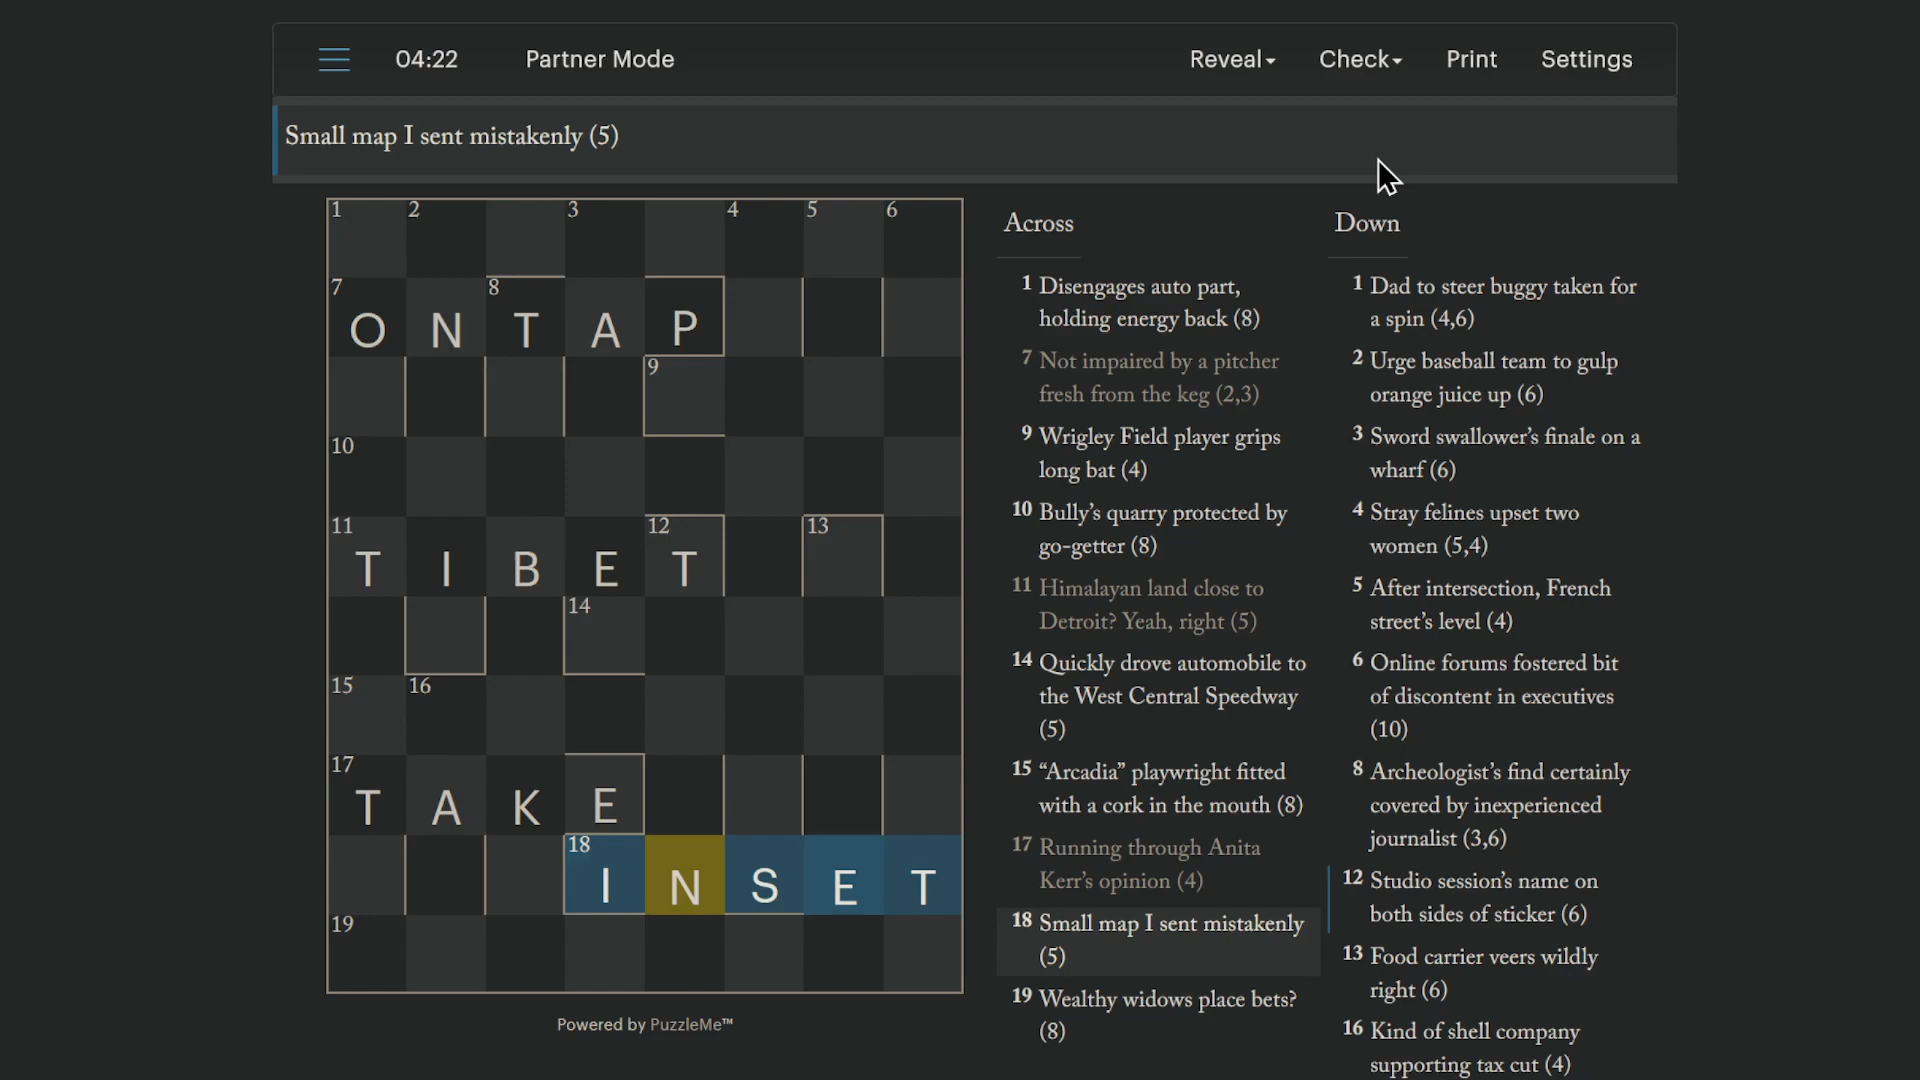 04:22 Partner Mode Reveal Check Print Settings
Small map I sent mistakenly (5)
1 2 3 4 5 6
7 8
O N T A P
9
10
11 12 13
T I B E T
14
15 16
17
T A K E
18
I N S E T
19
Powered by PuzzleMe™
Across
1 Disengages auto part,
holding energy back (8)
7 Not impaired by a pitcher
fresh from the keg (2,3)
9 Wrigley Field player grips
long bat (4)
10 Bully's quarry protected by
go-getter (8)
11 Himalayan land close to
Detroit? Yeah, right (5)
14 Quickly drove automobile to
the West Central Speedway
(5)
15 “Arcadia” playwright fitted
with a cork in the mouth (8)
17 Running through Anita
Kerr's opinion (4)
18 Small map I sent mistakenly
(5)
19 Wealthy widows place bets?
(8)
Down
1 Dad to steer buggy taken for
a spin (4,6)
2 Urge baseball team to gulp
orange juice up (6)
3 Sword swallower's finale on a
wharf (6)
4 Stray felines upset two
women (5,4)
5 After intersection, French
street's level (4)
6 Online forums fostered bit
of discontent in executives
(10)
8 Archeologist's find certainly
covered by inexperienced
journalist (3,6)
12 Studio session's name on
both sides of sticker (6)
13 Food carrier veers wildly
right (6)
16 Kind of shell company
supporting tax cut (4)